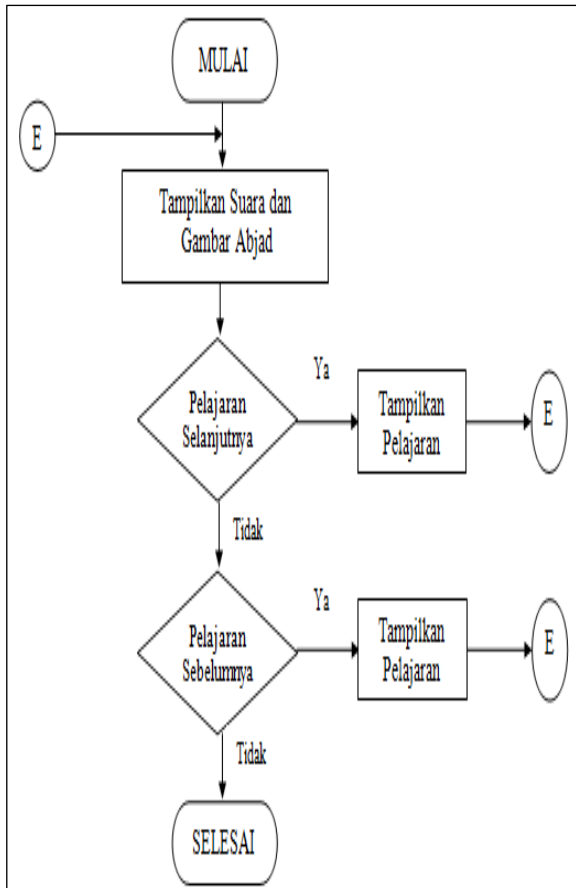 MULAI
E
Tampilkan Suara dan
Gambar Abjad
Pelajaran
Selanjutnya
Ya
Tampilkan
Pelajaran
E
Tidak
Pelajaran
Sebelumnya
Ya
Tampilkan
Pelajaran
E
Tidak
SELESAI